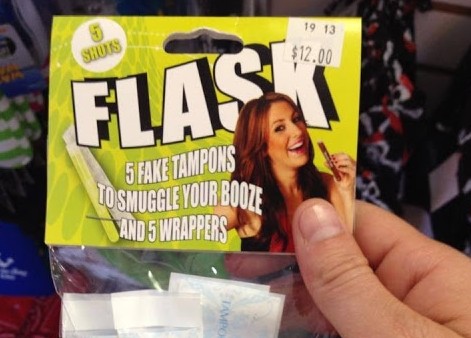 5
SHOTS
19 13
$12.00
FLASK
5 FAKE TAMPONS
TO SMUGGLE YOUR BOOZE
AND 5 WRAPPERS